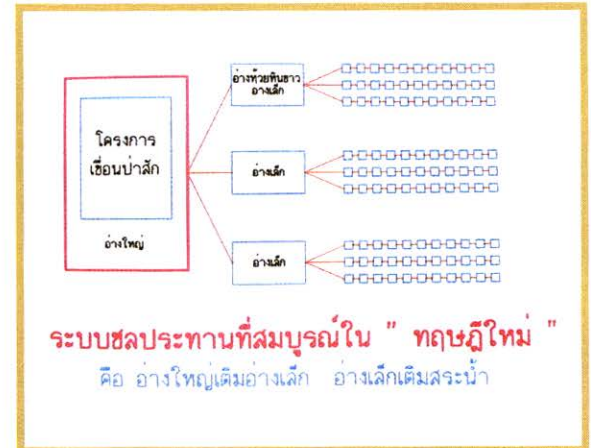 โครงการ
เขื่อนป่าสัก
อ่างใหญ่
อ่างห้วยหินขาว
อ่างเล็ก
อ่างเล็ก
อ่างเล็ก
ระบบชลประทานที่สมบูรณ์ใน " ทฤษฎีใหม่ "
คือ อ่างใหญ่เติมอ่างเล็ก อ่างเล็กเติมสระน้ำ